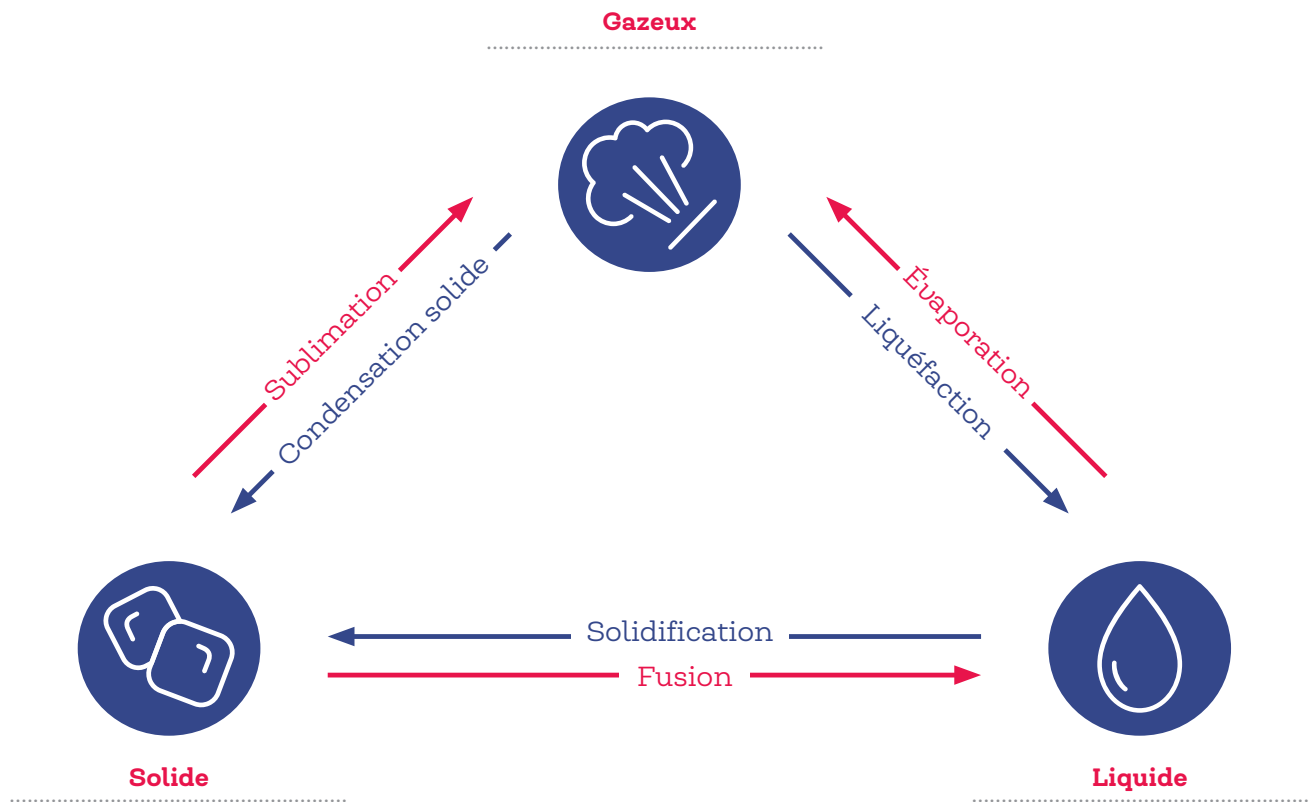 Gazeux
Sublimation
Condensation solide
Évaporation
Liquéfaction
Solidification
Fusion
Solide
Liquide